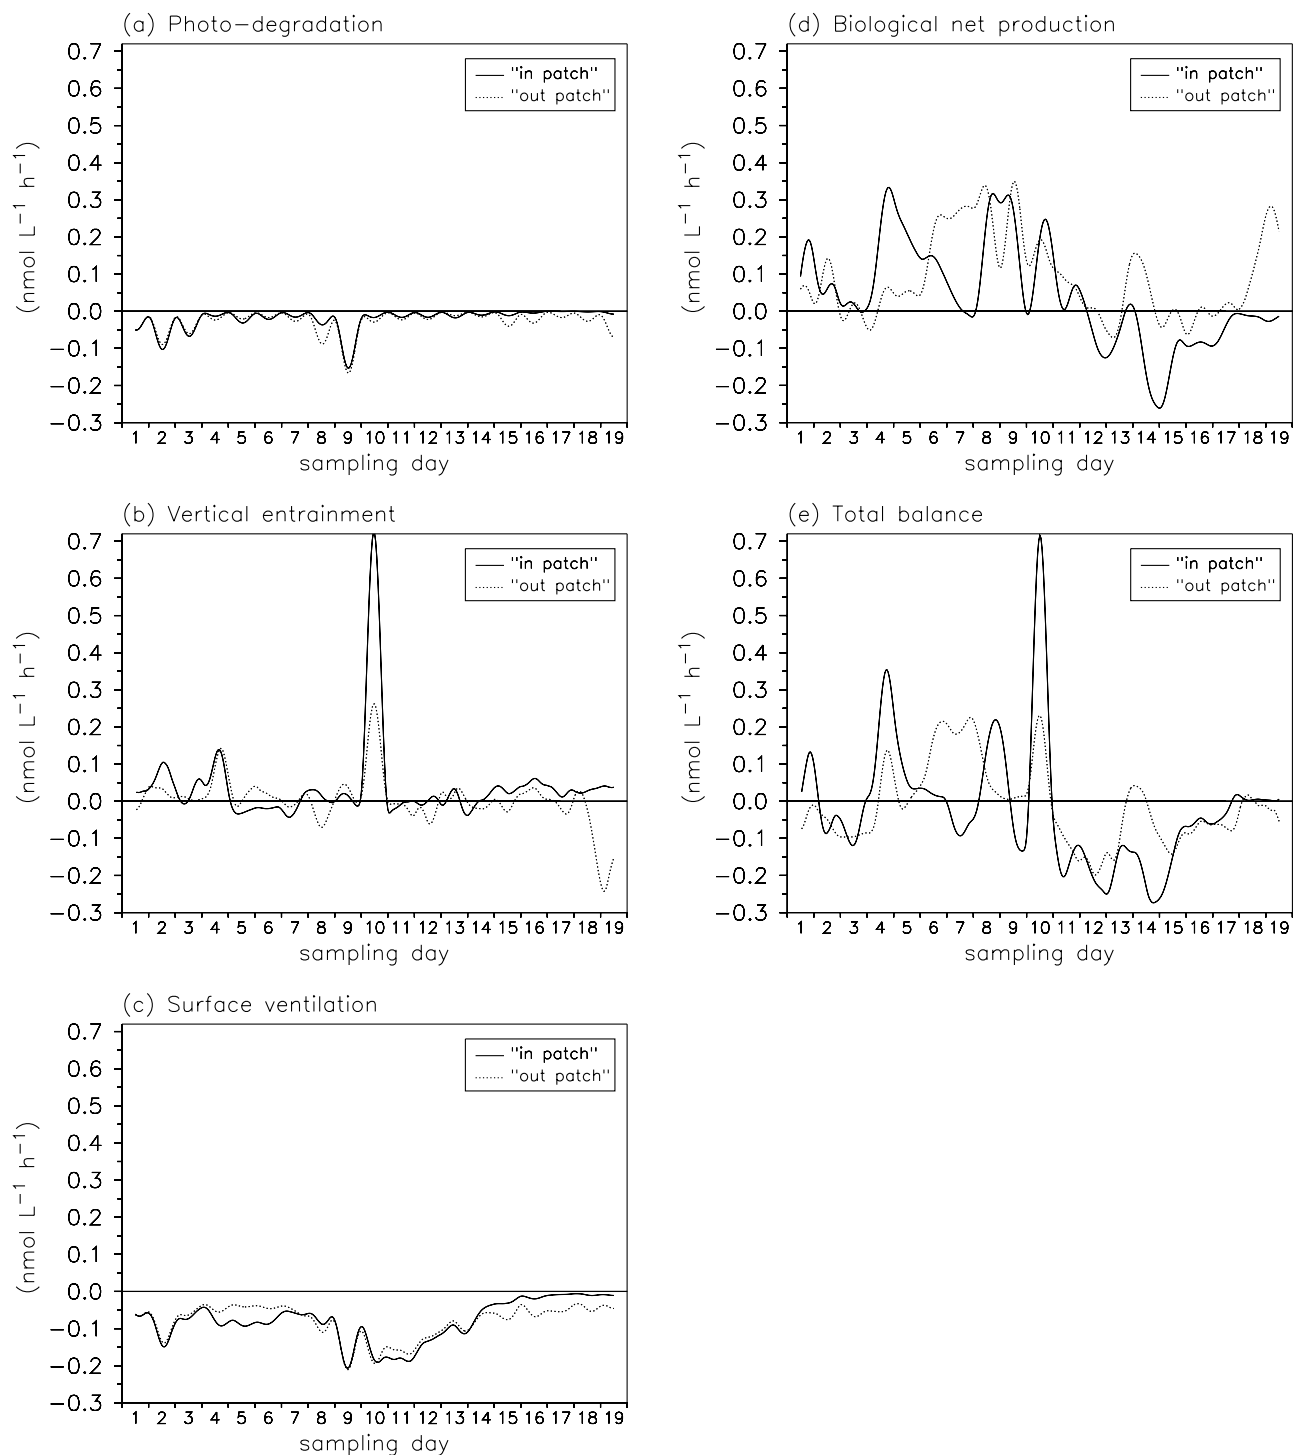 (a) Photo-degradation
0.7
0.6
0.5
0.4
0.3
0.2
0.1
0.0
-0.1
-0.2
-0.3
(nmol L⁻¹ h⁻¹)
"in patch"
"out patch"
1 2 3 4 5 6 7 8 9 10 11 12 13 14 15 16 17 18 19
sampling day
(b) Vertical entrainment
0.7
0.6
0.5
0.4
0.3
0.2
0.1
0.0
-0.1
-0.2
-0.3
(nmol L⁻¹ h⁻¹)
"in patch"
"out patch"
1 2 3 4 5 6 7 8 9 10 11 12 13 14 15 16 17 18 19
sampling day
(c) Surface ventilation
0.7
0.6
0.5
0.4
0.3
0.2
0.1
0.0
-0.1
-0.2
-0.3
(nmol L⁻¹ h⁻¹)
"in patch"
"out patch"
1 2 3 4 5 6 7 8 9 10 11 12 13 14 15 16 17 18 19
sampling day
(d) Biological net production
0.7
0.6
0.5
0.4
0.3
0.2
0.1
0.0
-0.1
-0.2
-0.3
(nmol L⁻¹ h⁻¹)
"in patch"
"out patch"
1 2 3 4 5 6 7 8 9 10 11 12 13 14 15 16 17 18 19
sampling day
(e) Total balance
0.7
0.6
0.5
0.4
0.3
0.2
0.1
0.0
-0.1
-0.2
-0.3
(nmol L⁻¹ h⁻¹)
"in patch"
"out patch"
1 2 3 4 5 6 7 8 9 10 11 12 13 14 15 16 17 18 19
sampling day